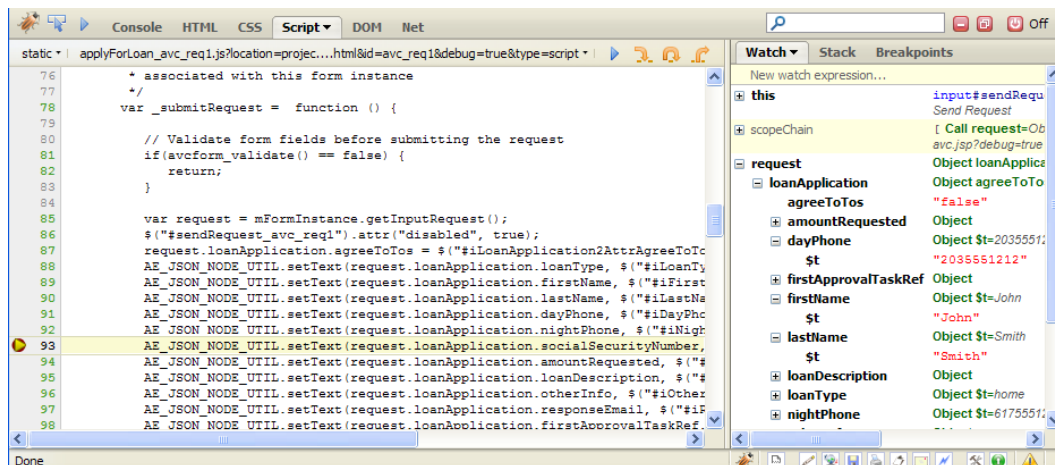 Console HTML CSS Script DOM Net Off
static applyForLoan_avc_req1.js?location=projec....html&id=avc_req1&debug=true&type=script
Watch Stack Breakpoints
76 * associated with this form instance
77 */
78 var _submitRequest = function () {
79
80 // Validate form fields before submitting the request
81 if(avcform_validate() == false) {
82 return;
83 }
84
85 var request = mFormInstance.getInputRequest();
86 $("#sendRequest_avc_req1").attr("disabled", true);
87 request.loanApplication.agreeToTos = $("#iLoanApplication2AttrAgreeToTo
88 AE_JSON_NODE_UTIL.setText(request.loanApplication.loanType, $("#iLoanTy
89 AE_JSON_NODE_UTIL.setText(request.loanApplication.firstName, $("#iFirst
90 AE_JSON_NODE_UTIL.setText(request.loanApplication.lastName, $("#iLastNa
91 AE_JSON_NODE_UTIL.setText(request.loanApplication.dayPhone, $("#iDayPho
92 AE_JSON_NODE_UTIL.setText(request.loanApplication.nightPhone, $("#iNigh
93 AE_JSON_NODE_UTIL.setText(request.loanApplication.socialSecurityNumber,
94 AE_JSON_NODE_UTIL.setText(request.loanApplication.amountRequested, $("#
95 AE_JSON_NODE_UTIL.setText(request.loanApplication.loanDescription, $("#
96 AE_JSON_NODE_UTIL.setText(request.loanApplication.otherInfo, $("#iOther
97 AE_JSON_NODE_UTIL.setText(request.loanApplication.responseEmail, $("#iR
98 AE_JSON_NODE_UTIL.setText(request.loanApplication.firstApprovalTaskRef,
New watch expression...
this input#sendRequ
Send Request
scopeChain [ Call request=Ob
avc.jsp?debug=true
request Object loanApplica
loanApplication Object agreeToTo
agreeToTos "false"
amountRequested Object
dayPhone Object $t=20355512
$t "2035551212"
firstApprovalTaskRef Object
firstName Object $t=John
$t "John"
lastName Object $t=Smith
$t "Smith"
loanDescription Object
loanType Object $t=home
nightPhone Object $t=61755512
Done